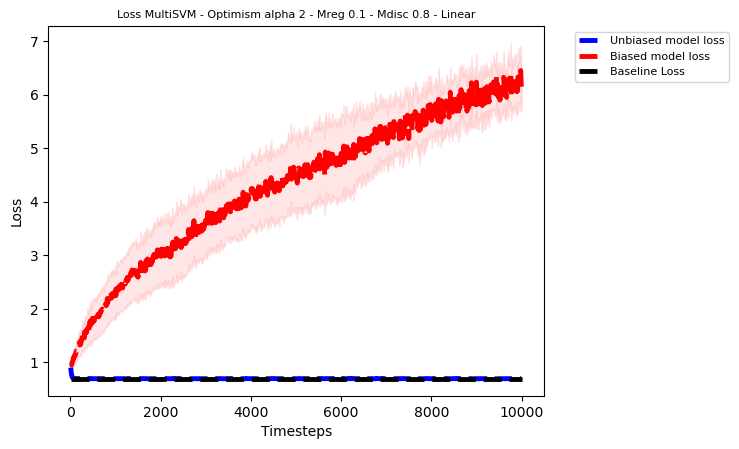 Loss MultiSVM - Optimism alpha 2 - Mreg 0.1 - Mdisc 0.8 - Linear
Unbiased model loss
Biased model loss
Baseline Loss
7
6
5
4
3
2
1
Loss
0
2000
4000
6000
8000
10000
Timesteps